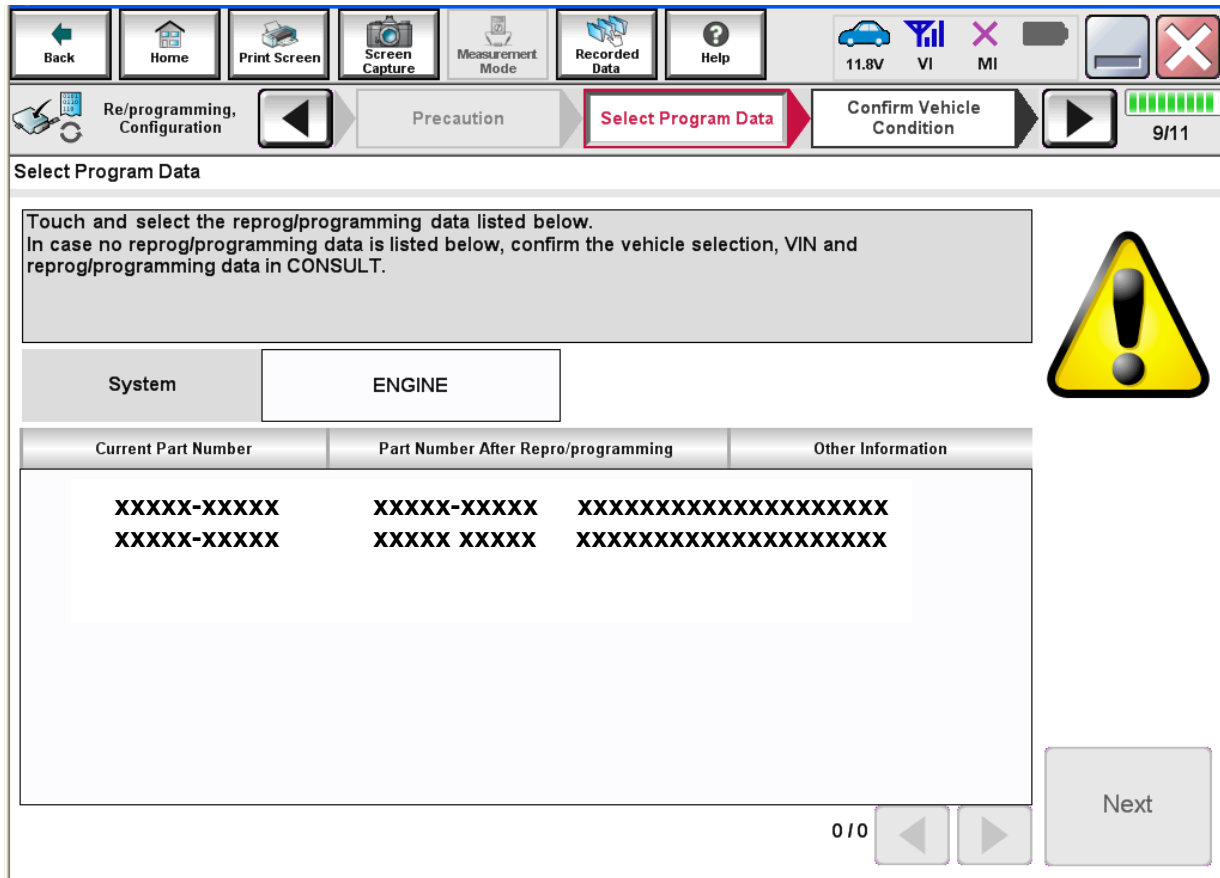 Back
Home
Print Screen
Screen
Capture
Measurement
Mode
Recorded
Data
Help
11.8V
VI
MI
Re/programming,
Configuration
Precaution
Select Program Data
Confirm Vehicle
Condition
9/11
Select Program Data
Touch and select the reprog/programming data listed below.
In case no reprog/programming data is listed below, confirm the vehicle selection, VIN and
reprog/programming data in CONSULT.
System
ENGINE
Current Part Number
Part Number After Repro/programming
Other Information
XXXXX-XXXXX XXXXX-XXXXX XXXXXXXXXXXXXXXXXXXX
XXXXX-XXXXX XXXXX XXXXX XXXXXXXXXXXXXXXXXXXX
Next
0/0